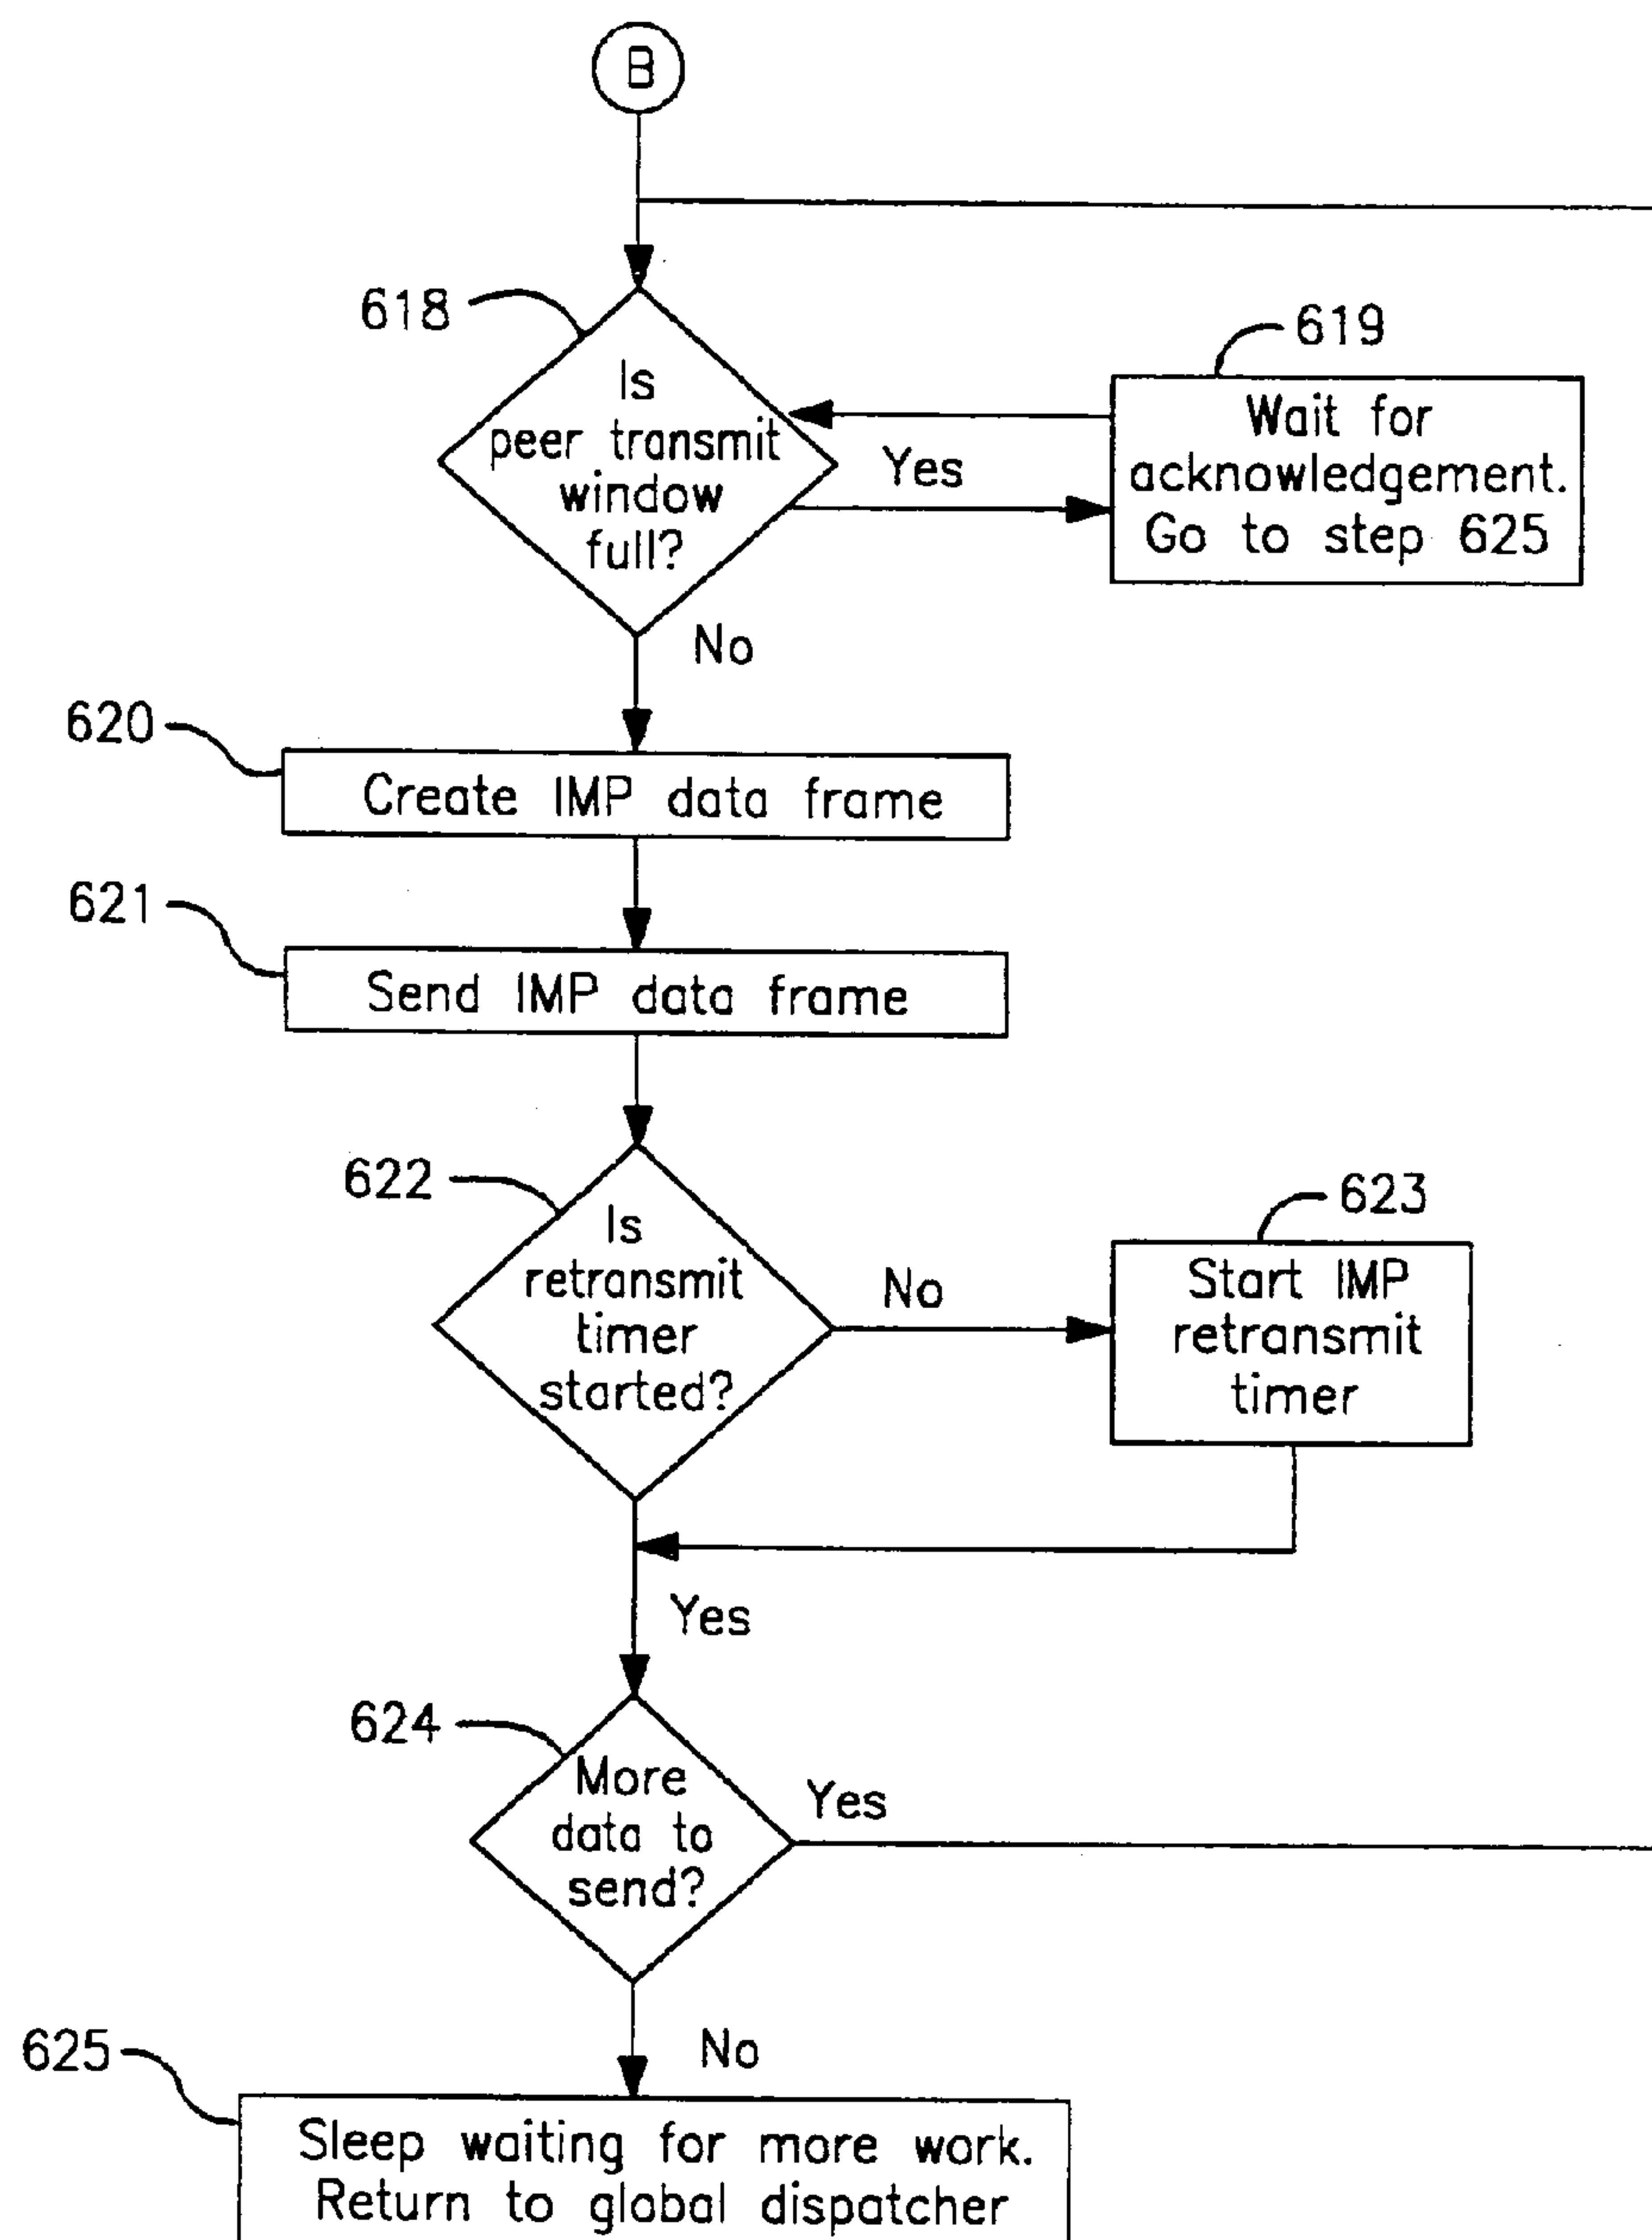 B
618
Is
peer transmit
window
full?
Yes
619
Wait for
acknowledgement.
Go to step 625
No
620
Create IMP data frame
621
Send IMP data frame
622
Is
retransmit
timer
started?
No
623
Start IMP
retransmit
timer
Yes
624
More
data to
send?
Yes
No
625
Sleep waiting for more work.
Return to global dispatcher